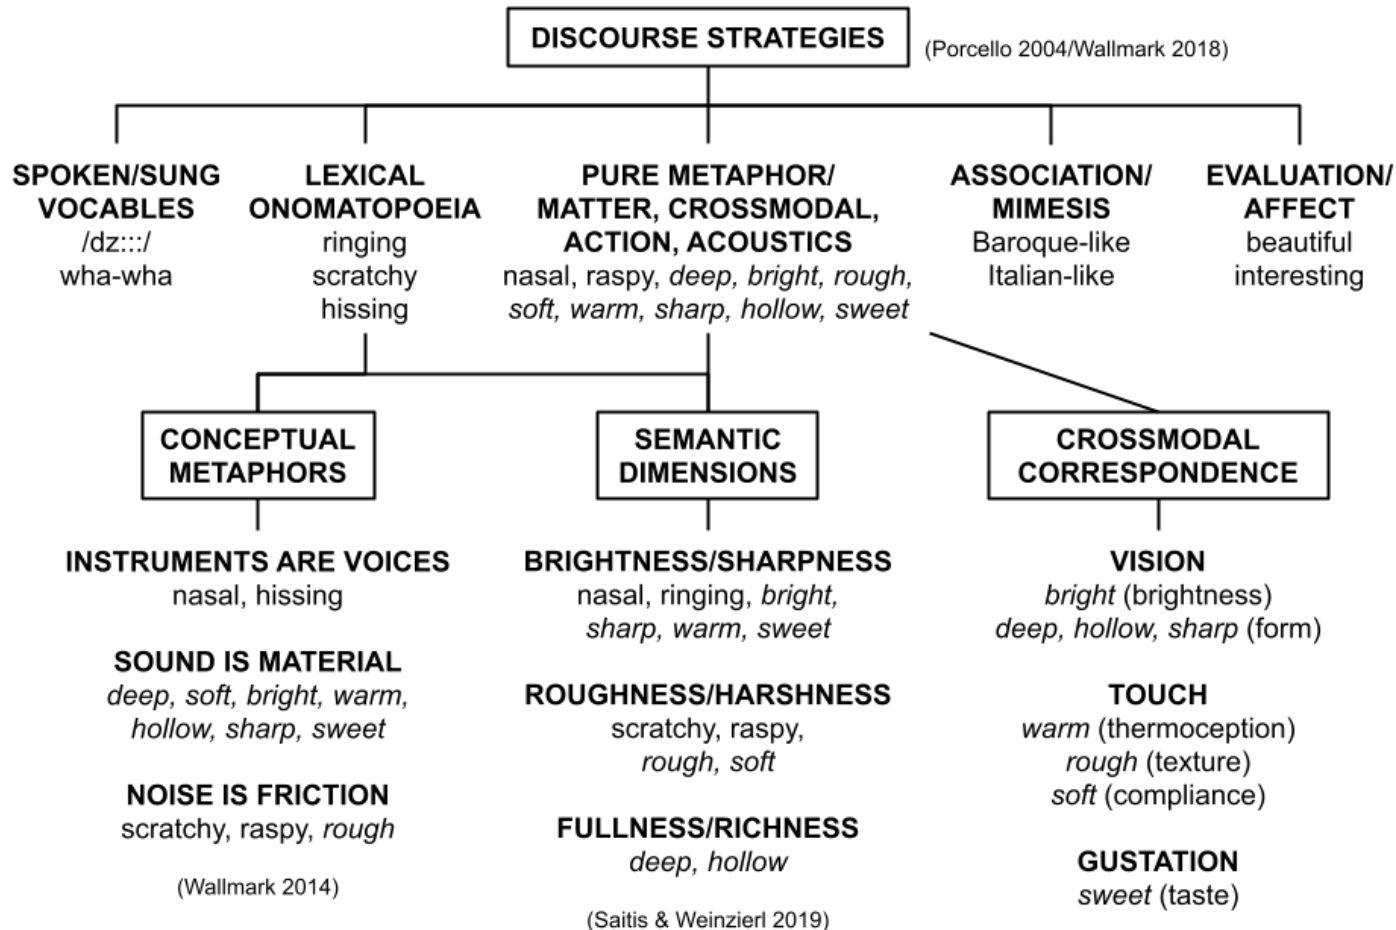 DISCOURSE STRATEGIES
(Porcello 2004/Wallmark 2018)
SPOKEN/SUNG
VOCABLES
/dz:::/
wha-wha
LEXICAL
ONOMATOPOEIA
ringing
scratchy
hissing
PURE METAPHOR/
MATTER, CROSSMODAL,
ACTION, ACOUSTICS
nasal, raspy, deep, bright, rough,
soft, warm, sharp, hollow, sweet
ASSOCIATION/
MIMESIS
Baroque-like
Italian-like
EVALUATION/
AFFECT
beautiful
interesting
CONCEPTUAL
METAPHORS
INSTRUMENTS ARE VOICES
nasal, hissing
SOUND IS MATERIAL
deep, soft, bright, warm,
hollow, sharp, sweet
NOISE IS FRICTION
scratchy, raspy, rough
(Wallmark 2014)
SEMANTIC
DIMENSIONS
BRIGHTNESS/SHARPNESS
nasal, ringing, bright,
sharp, warm, sweet
ROUGHNESS/HARSHNESS
scratchy, raspy,
rough, soft
FULLNESS/RICHNESS
deep, hollow
(Saitis & Weinzierl 2019)
CROSSMODAL
CORRESPONDENCE
VISION
bright (brightness)
deep, hollow, sharp (form)
TOUCH
warm (thermoception)
rough (texture)
soft (compliance)
GUSTATION
sweet (taste)